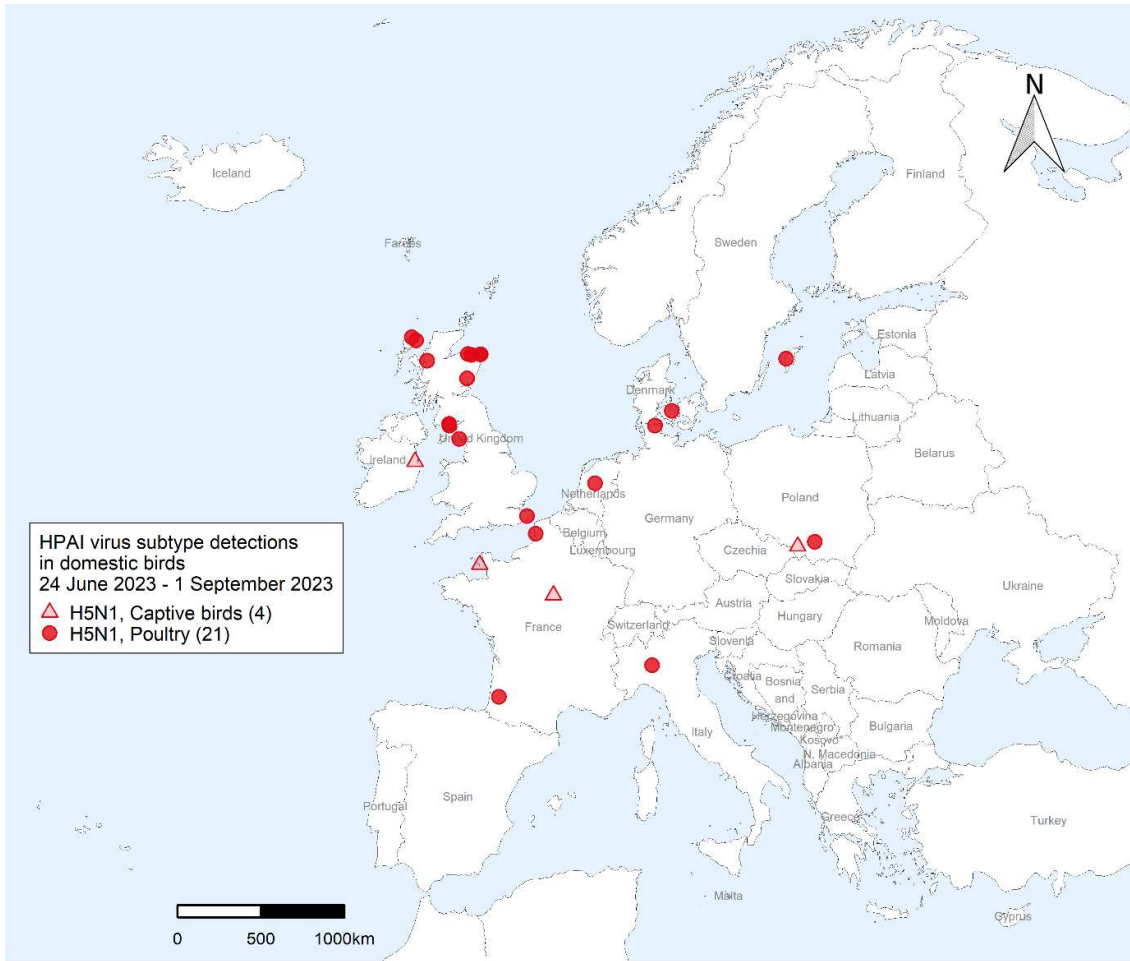 N
Iceland
Finland
Faroes
Sweden
Estonia
Latvia
Denmark
Lithuania
United Kingdom
Ireland
Belarus
Netherlands
Poland
Germany
Belgium
Luxembourg
Czechia
Ukraine
Slovakia
Austria
Hungary
Moldova
France
Switzerland
Slovenia
Romania
Croatia
Bosnia
and
Herzegovina
Serbia
Montenegro
Bulgaria
Kosovo*
Italy
N. Macedonia
Albania
Portugal
Spain
Greece
Turkey
Malta
Cyprus
HPAI virus subtype detections
in domestic birds
24 June 2023 - 1 September 2023
H5N1, Captive birds (4)
H5N1, Poultry (21)
0 500 1000km